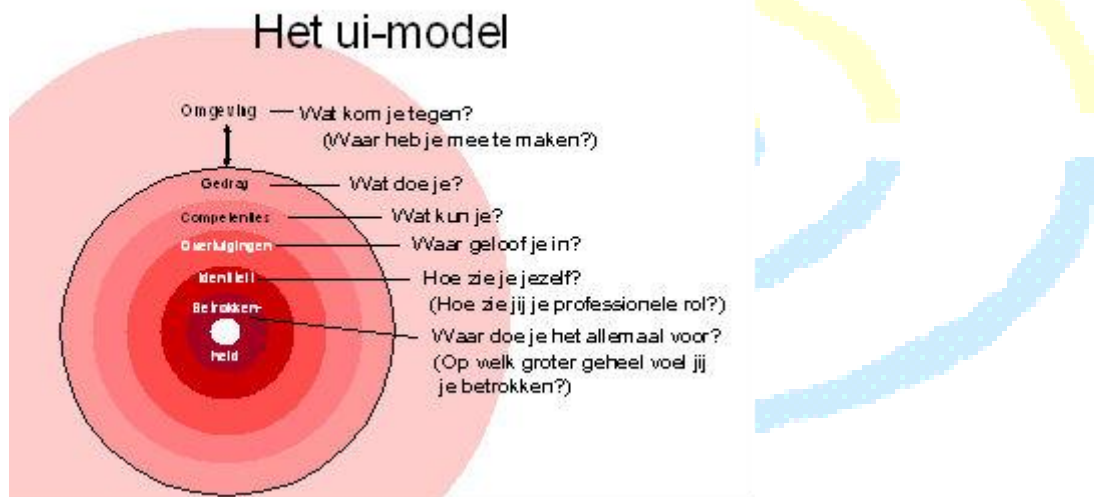 Het ui-model
Omgeving
Wat kom je tegen?
(Waar heb je mee te maken?)
Gedrag
Wat doe je?
Competenties
Wat kun je?
Overtuigingen
Waar geloof je in?
Identiteit
Hoe zie je jezelf?
(Hoe zie jij je professionele rol?)
Betrokken-
Waar doe je het allemaal voor?
heid
(Op welk groter geheel voel jij
je betrokken?)